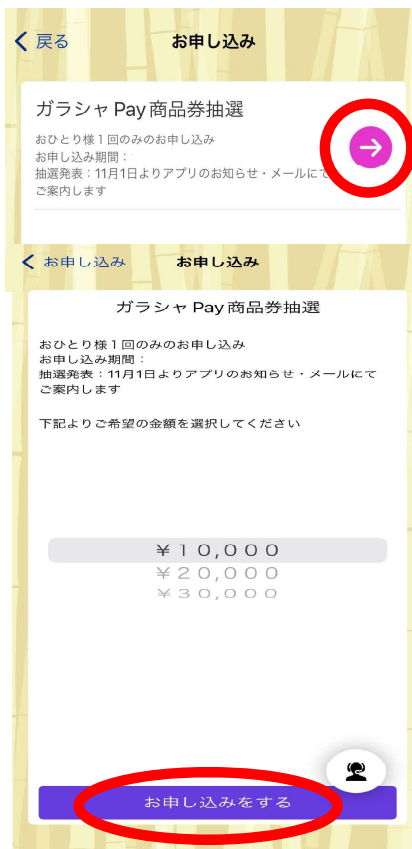 戻る
お申し込み
ガラシャ Pay 商品券抽選
おひとり様1回のみのお申し込み
お申し込み期間：
抽選発表：11月1日よりアプリのお知らせ・メールにて
ご案内します
お申し込み
お申し込み
ガラシャ Pay 商品券抽選
おひとり様1回のみのお申し込み
お申し込み期間：
抽選発表：11月1日よりアプリのお知らせ・メールにて
ご案内します
下記よりご希望の金額を選択してください
¥10,000
¥20,000
¥30,000
お申し込みをする